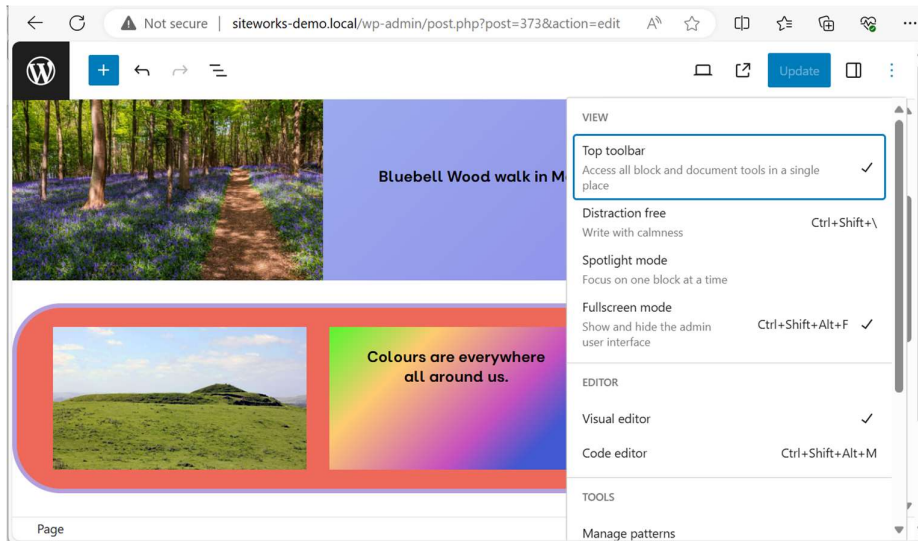 Not secure | siteworks-demo.local/wp-admin/post.php?post=373&action=edit
Update
VIEW
Top toolbar
Access all block and document tools in a single
place
Distraction free
Write with calmness
Ctrl+Shift+\
Spotlight mode
Focus on one block at a time
Fullscreen mode
Show and hide the admin
user interface
Ctrl+Shift+Alt+F
EDITOR
Visual editor
Code editor
Ctrl+Shift+Alt+M
TOOLS
Manage patterns
Bluebell Wood walk in M
Colours are everywhere
all around us.
Page